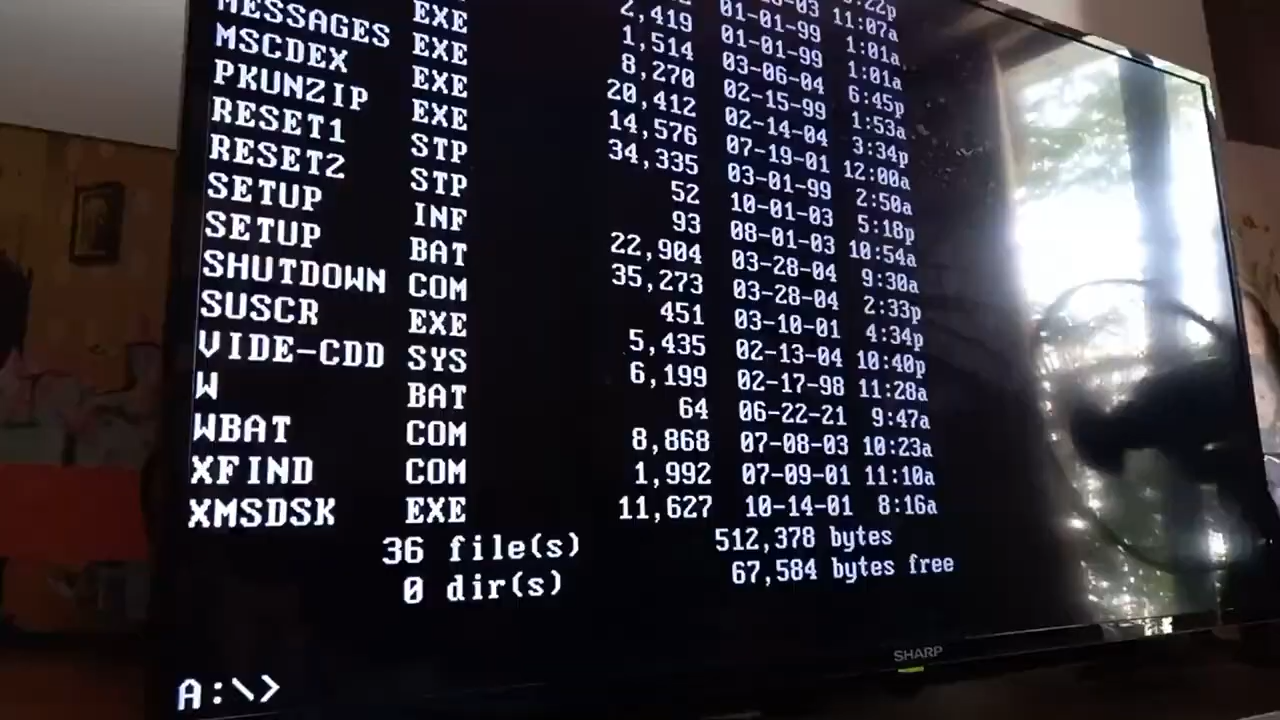 11:07a
01-01-99 1:01a
2,419 01-01-99 1:01a
1,514 03-06-04 6:45p
EXE 8,270 02-15-99 1:53a
MESSAGES EXE 20,412 02-14-04 3:34p
MSCDEX EXE 14,576 07-19-01 12:00a
PKUNZIP EXE 34,335 03-01-99 2:50a
RESET1 STP 52 10-01-03 5:18p
RESET2 STP 93 08-01-03 10:54a
SETUP INF 22,904 03-28-04 9:30a
SETUP BAT 35,273 03-28-04 2:33p
SHUTDOWN COM 451 03-10-01 4:34p
SUSCR EXE 5,435 02-13-04 10:40p
VIDE-CDD SYS 6,199 02-17-98 11:28a
W BAT 64 06-22-21 9:47a
WBAT COM 8,868 07-08-03 10:23a
XFIND COM 1,992 07-09-01 11:10a
XMSDSK EXE 11,627 10-14-01 8:16a
36 file(s) 512,378 bytes
0 dir(s) 67,584 bytes free
A:\>
SHARP